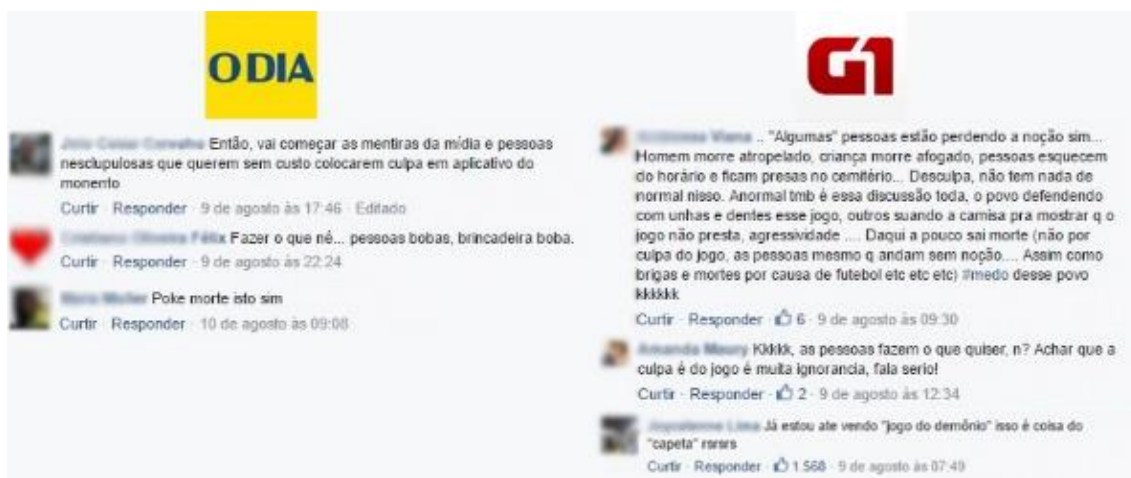 O DIA
Então, vai começar as mentiras da mídia e pessoas
nesciupulosas que querem sem custo colocarem culpa em aplicativo do
monento
Curtir · Responder · 9 de agosto às 17:46 · Editado
Fazer o que né... pessoas bobas, brincadeira boba.
Curtir · Responder · 9 de agosto às 22:24
Poke morte isto sim
Curtir · Responder · 10 de agosto às 09:08
G1
Viana .. "Algumas" pessoas estão perdendo a noção sim...
Homem morre atropelado, criança morre afogado, pessoas esquecem
do horário e ficam presas no cemitério... Desculpa, não tem nada de
normal nisso. Anormal tmb é essa discussão toda, o povo defendendo
com unhas e dentes esse jogo, outros suando a camisa pra mostrar q o
jogo não presta, agressividade .... Daqui a pouco sai morte (não por
culpa do jogo, as pessoas mesmo q andam sem noção.... Assim como
brigas e mortes por causa de futebol etc etc etc) #medo desse povo
kkkkkk
Curtir · Responder · 6 · 9 de agosto às 09:30
Kkkkk, as pessoas fazem o que quiser, n? Achar que a
culpa é do jogo é muita ignorancia, fala serio!
Curtir · Responder · 2 · 9 de agosto às 12:34
Já estou ate vendo "jogo do demônio" isso é coisa do
"capeta" rsrsrs
Curtir · Responder · 1.568 · 9 de agosto às 07:49